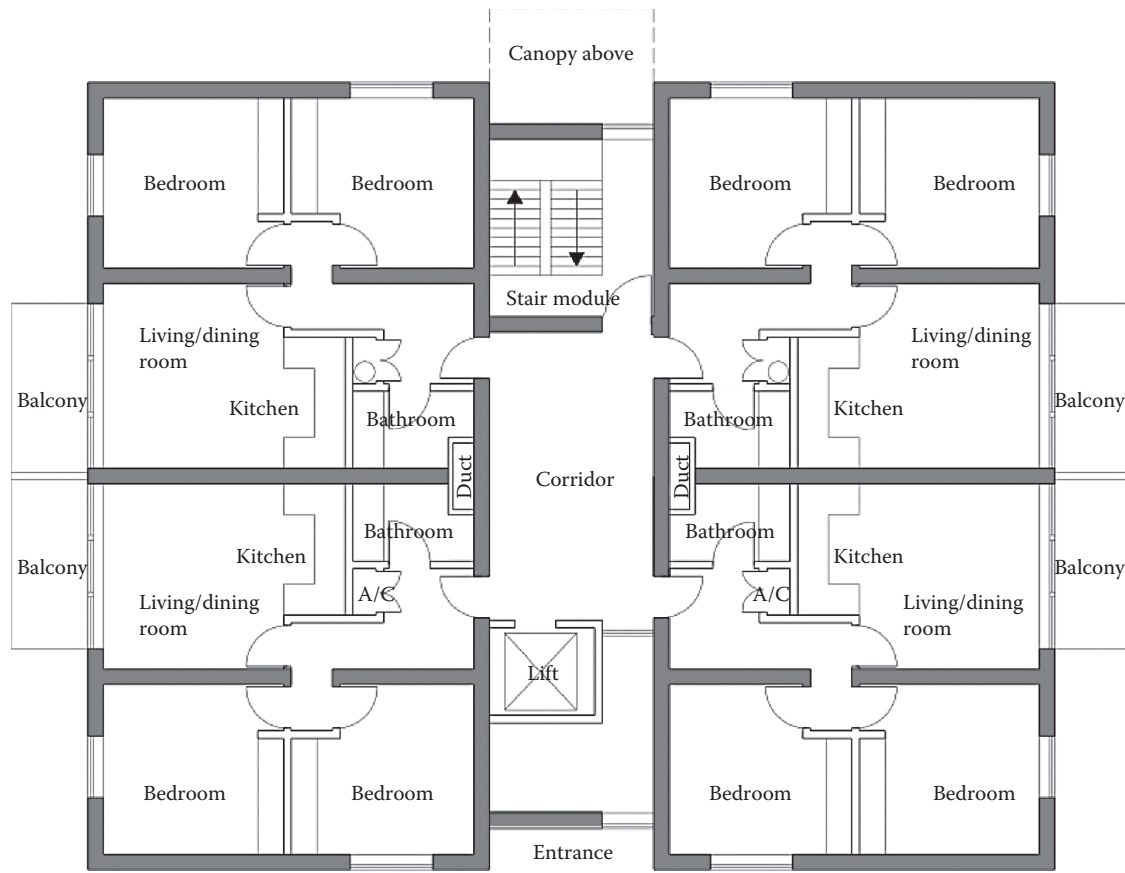 Canopy above
Bedroom
Bedroom
Bedroom
Bedroom
Stair module
Living/dining
room
Living/dining
room
Balcony
Kitchen
Bathroom
Bathroom
Kitchen
Balcony
Duct
Corridor
Duct
Balcony
Kitchen
Bathroom
Bathroom
Kitchen
Balcony
A/C
A/C
Living/dining
room
Living/dining
room
Lift
Bedroom
Bedroom
Bedroom
Bedroom
Entrance